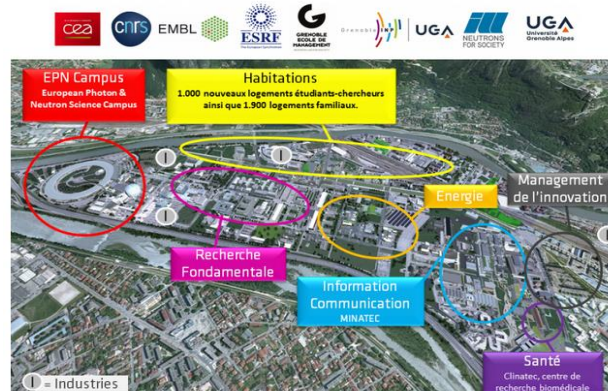 cea
cnrs
EMBL
ESRF
GRENOBLE
ECOLE DE
MANAGEMENT
Grenoble INP
UGA
NEUTRONS
FOR SOCIETY
UGA
Université
Grenoble Alpes
EPN Campus
European Photon &
Neutron Science Campus
Habitations
1.000 nouveaux logements étudiants-chercheurs
ainsi que 1.900 logements familiaux.
I
I
I
I
Energie
Management
de l'innovation
Recherche
Fondamentale
Information
Communication
MINATEC
Santé
Clinatec, centre de
recherche biomédicale
I = Industries